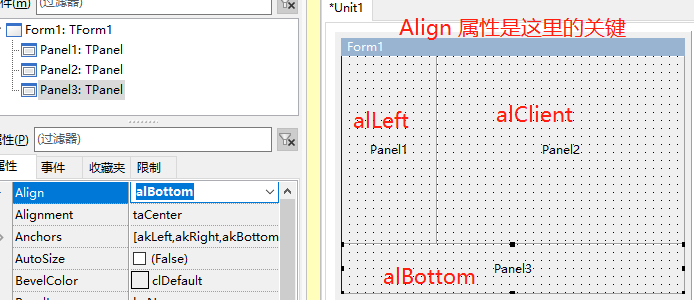 件(m) (过滤器)
Form1: TForm1
Panel1: TPanel
Panel2: TPanel
Panel3: TPanel
属性(P) (过滤器)
属性 事件 收藏夹 限制
Align alBottom
Alignment taCenter
Anchors [akLeft,akRight,akBottom
AutoSize (False)
BevelColor clDefault
*Unit1
Align 属性是这里的关键
Form1
alLeft
alClient
Panel1 Panel2
alBottom
Panel3